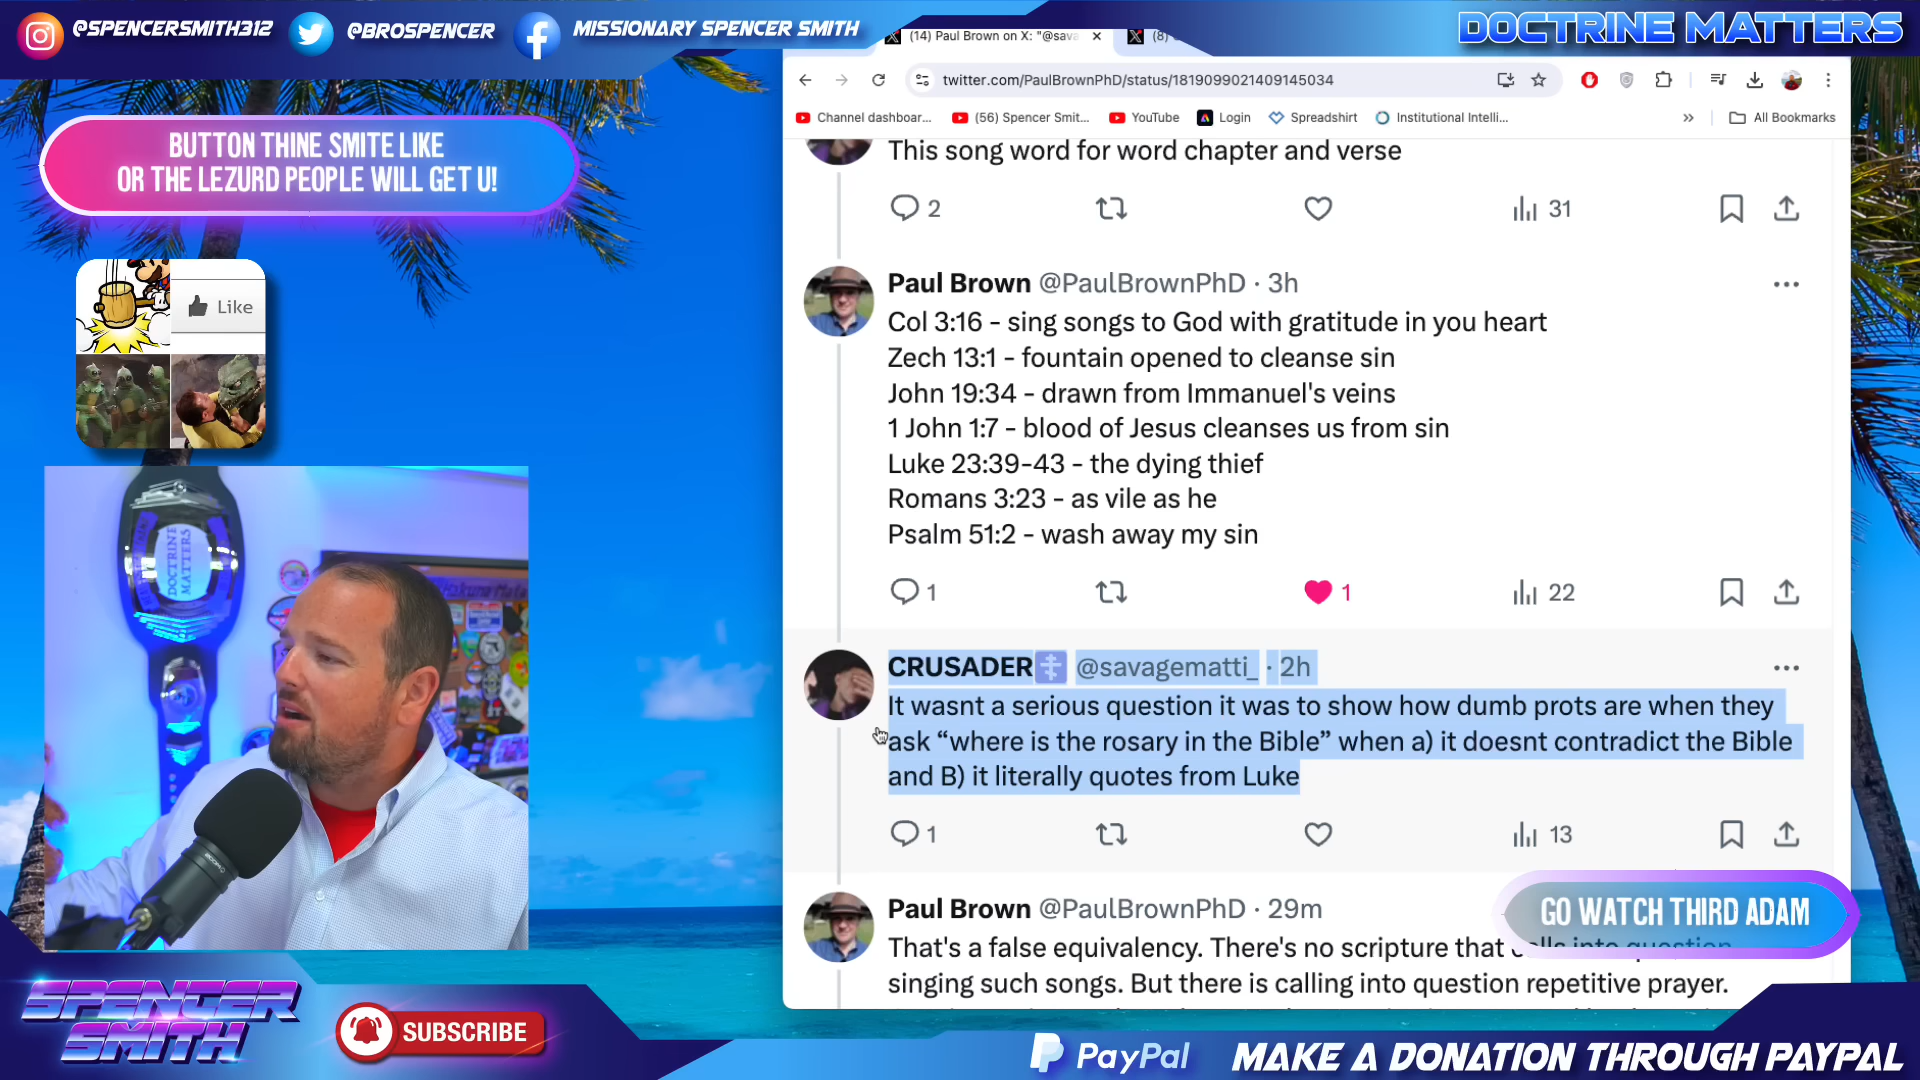 @SPENCERSMITH312
@BROSPENCER
MISSIONARY SPENCER SMITH
DOCTRINE MATTERS
BUTTON THINE SMITE LIKE
OR THE LEZURD PEOPLE WILL GET U!
Like
DOCTRINE
MATTERS
(14) Paul Brown on X: "@sava
(8)
twitter.com/PaulBrownPhD/status/1819099021409145034
Channel dashboar...
(56) Spencer Smit...
YouTube
Login
Spreadshirt
Institutional Intelli...
All Bookmarks
This song word for word chapter and verse
2
31
Paul Brown @PaulBrownPhD · 3h
Col 3:16 - sing songs to God with gratitude in you heart
Zech 13:1 - fountain opened to cleanse sin
John 19:34 - drawn from Immanuel's veins
1 John 1:7 - blood of Jesus cleanses us from sin
Luke 23:39-43 - the dying thief
Romans 3:23 - as vile as he
Psalm 51:2 - wash away my sin
1
1
22
CRUSADER @savagematti_ · 2h
It wasnt a serious question it was to show how dumb prots are when they
ask “where is the rosary in the Bible” when a) it doesnt contradict the Bible
and B) it literally quotes from Luke
1
13
Paul Brown @PaulBrownPhD · 29m
That's a false equivalency. There's no scripture that calls into question
singing such songs. But there is calling into question repetitive prayer.
GO WATCH THIRD ADAM
SPENCER
SMITH
SUBSCRIBE
PayPal
MAKE A DONATION THROUGH PAYPAL